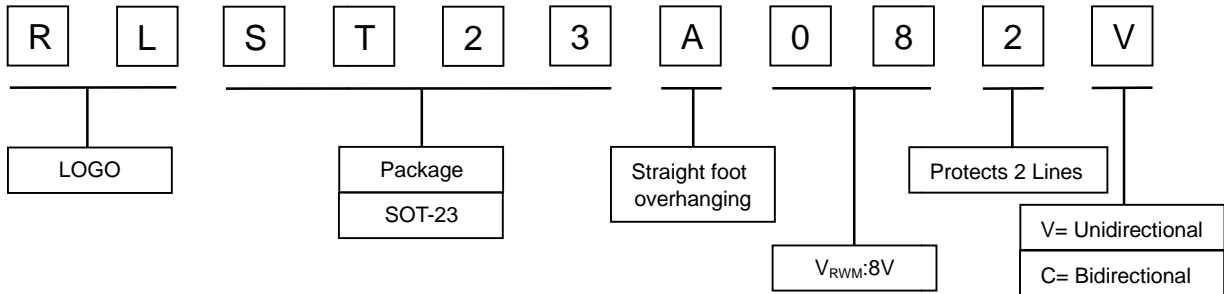 R L S T 2 3 A 0 8 2 V
LOGO
Package
SOT-23
Straight foot
overhanging
VRWM:8V
Protects 2 Lines
V= Unidirectional
C= Bidirectional